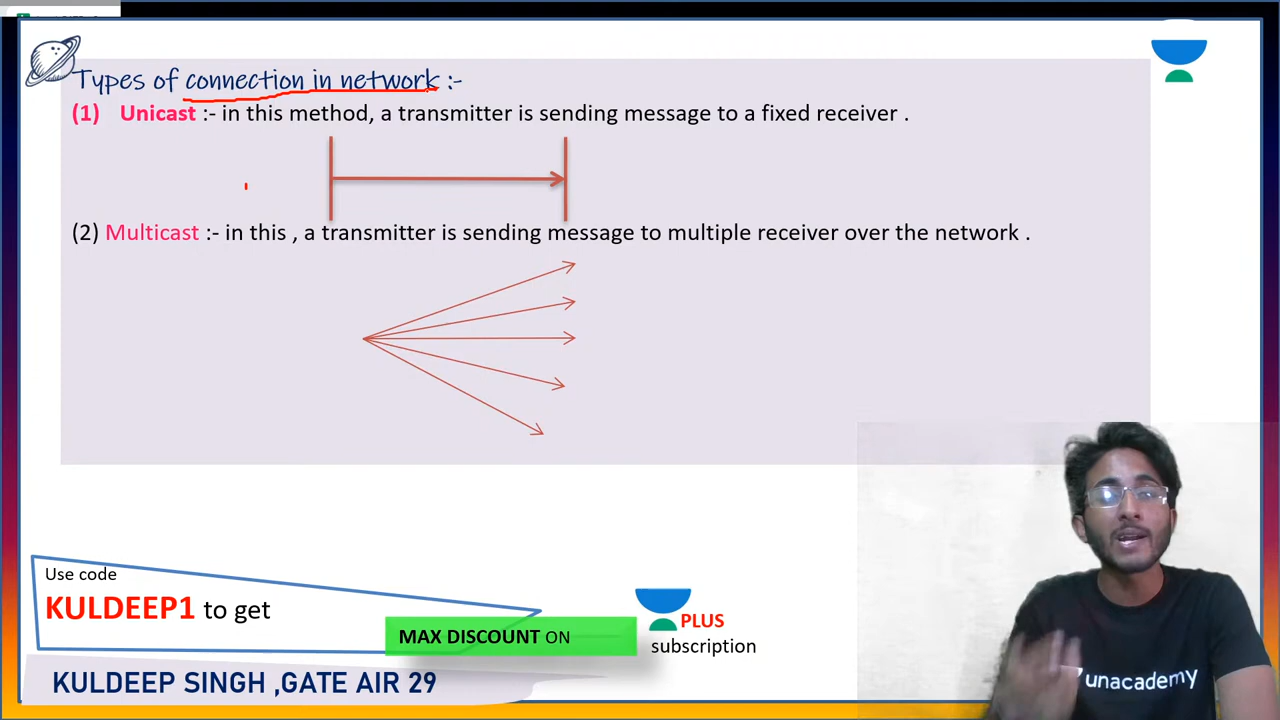 Types of connection in network :-
(1) Unicast :- in this method, a transmitter is sending message to a fixed receiver .
(2) Multicast :- in this , a transmitter is sending message to multiple receiver over the network .
Use code
KULDEEP1 to get
MAX DISCOUNT ON
PLUS
subscription
KULDEEP SINGH ,GATE AIR 29
unacademy